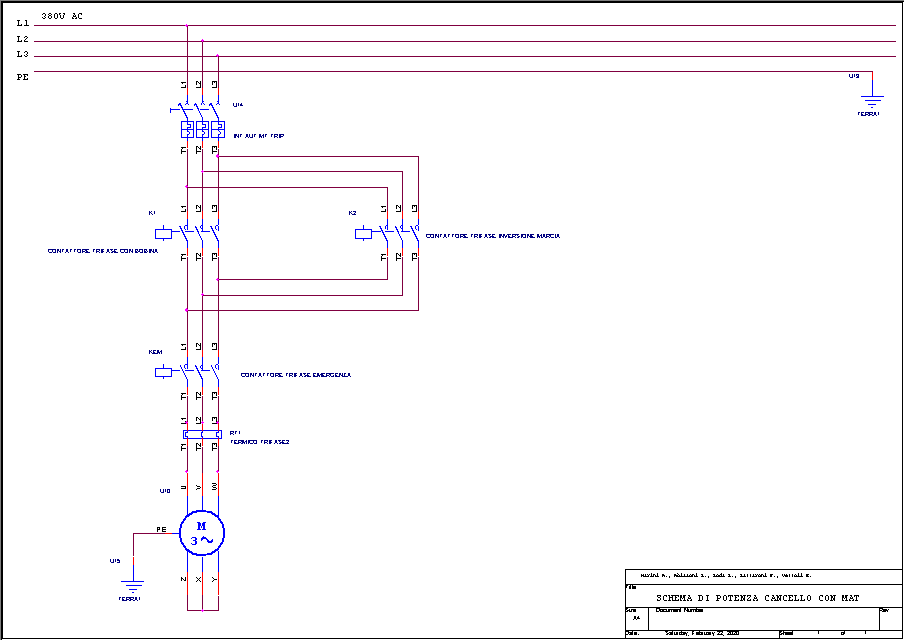 380V AC
L1
L2
L3
PE
U19
TERRA1
L1 L2 L3
U14
INT AUT MT TRIP
T1 T2 T3
K1
L1 L2 L3
K2
L1 L2 L3
CONTATTORE TRIFASE INVERSIONE MARCIA
CONTATTORE TRIFASE CON BOBINA
T1 T2 T3
T1 T2 T3
KEM
L1 L2 L3
CONTATTORE TRIFASE EMERGENZA
T1 T2 T3
L1 L2 L3
RT1
TERMICO TRIFASE2
T1 T2 T3
U V W
PE
M
3
TERRA1
Z X Y
Title
SCHEMA DI POTENZA CANCELLO CON MAT
Size
A4
Document Number
Rev
Date:
Saturday, February 22, 2020
Sheet
1 of 1